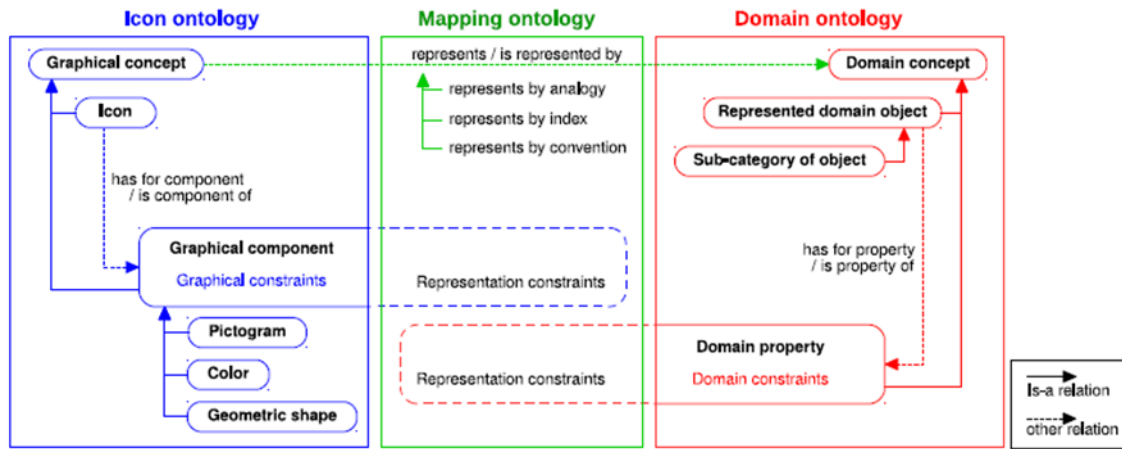 Icon ontology
Mapping ontology
Domain ontology
Graphical concept
represents / is represented by
Domain concept
represents by analogy
Icon
Represented domain object
represents by index
represents by convention
Sub-category of object
has for component
/ is component of
Graphical component
has for property
/ is property of
Graphical constraints
Representation constraints
Pictogram
Domain property
Color
Representation constraints
Domain constraints
Geometric shape
Is-a relation
other relation